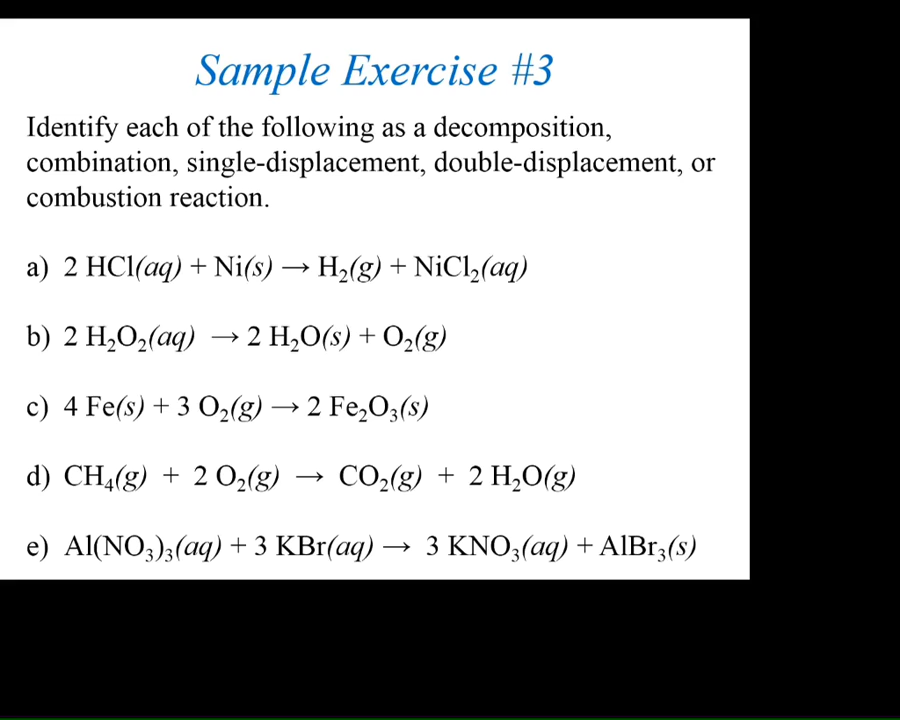 Sample Exercise #3
Identify each of the following as a decomposition,
combination, single-displacement, double-displacement, or
combustion reaction.
a) 2 HCl(aq) + Ni(s) → H₂(g) + NiCl₂(aq)
b) 2 H₂O₂(aq) → 2 H₂O(s) + O₂(g)
c) 4 Fe(s) + 3 O₂(g) → 2 Fe₂O₃(s)
d) CH₄(g) + 2 O₂(g) → CO₂(g) + 2 H₂O(g)
e) Al(NO₃)₃(aq) + 3 KBr(aq) → 3 KNO₃(aq) + AlBr₃(s)